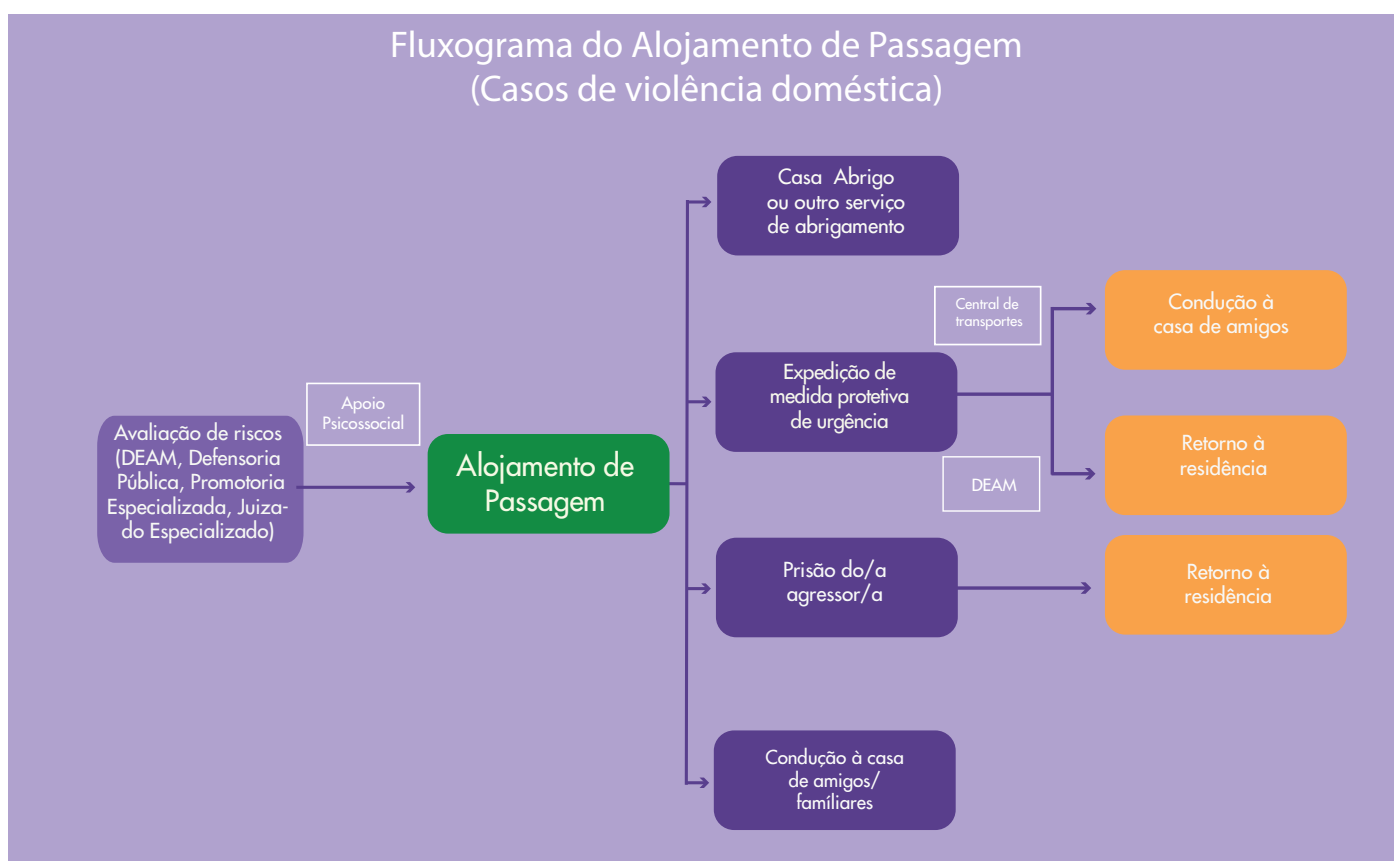 Fluxograma do Alojamento de Passagem
(Casos de violência doméstica)
Avaliação de riscos
(DEAM, Defensoria
Pública, Promotoria
Especializada, Juiza-
do Especializado)
Apoio
Psicossocial
Alojamento de
Passagem
Casa Abrigo
ou outro serviço
de abrigamento
Expedição de
medida protetiva
de urgência
Central de
transportes
DEAM
Condução à
casa de amigos
Retorno à
residência
Prisão do/a
agressor/a
Retorno à
residência
Condução à casa
de amigos/
famíliares